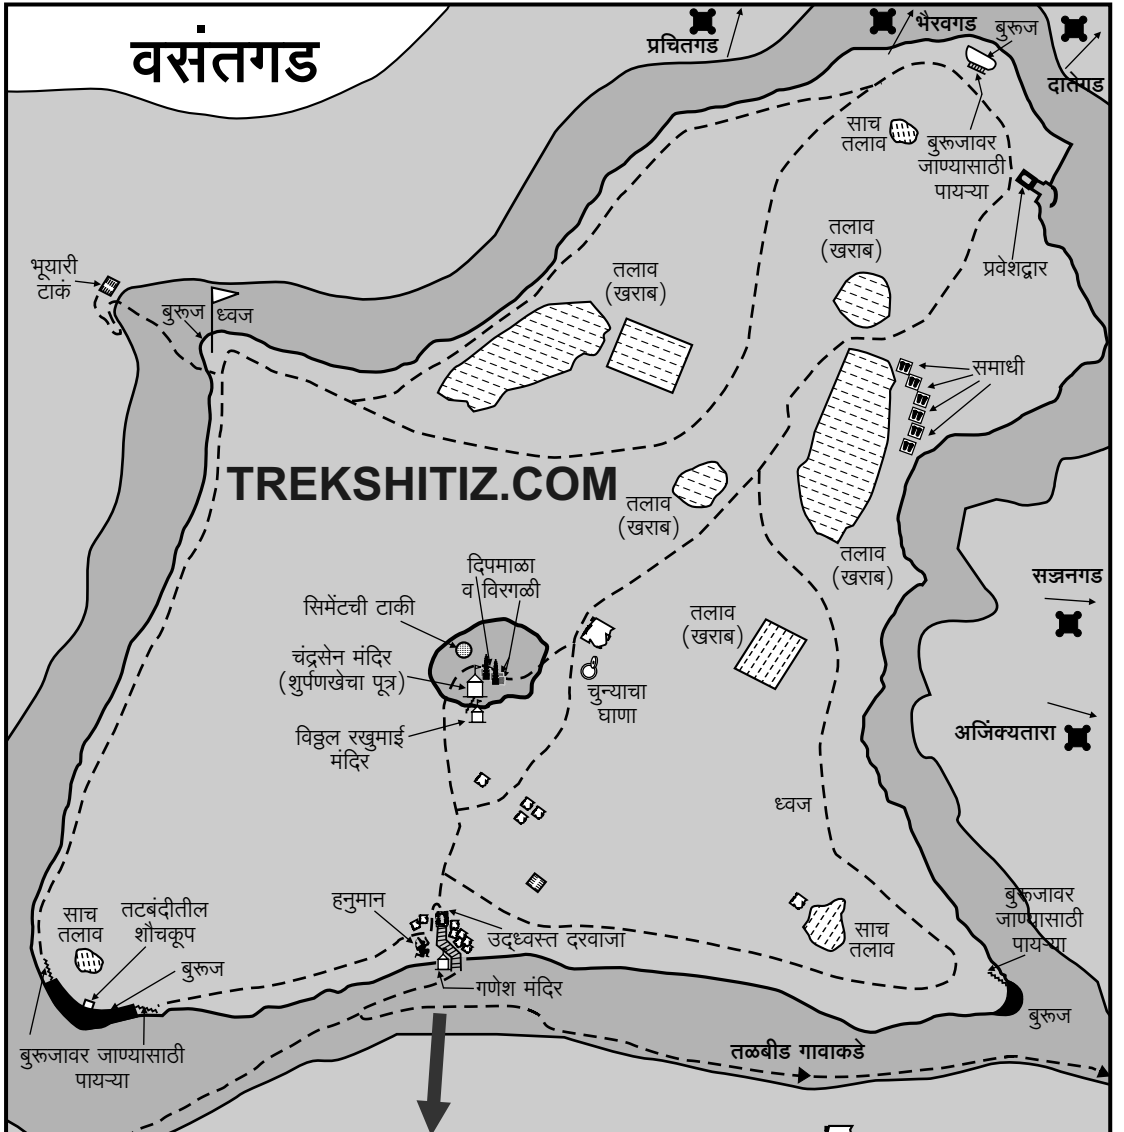 वसंतगड
प्रचितगड
भैरवगड
बुरूज
दातेगड
साच
तलाव
बुरूजावर
जाण्यासाठी
पायऱ्या
तलाव
(खराब)
प्रवेशद्वार
भूयारी
टाकं
बुरूज
ध्वज
तलाव
(खराब)
समाधी
TREKSHITIZ.COM
तलाव
(खराब)
तलाव
(खराब)
दिपमाळा
व विरगळी
सज्जनगड
सिमेंटची टाकी
तलाव
(खराब)
चंद्रसेन मंदिर
(शुर्पणखेचा पूत्र)
चुन्याचा
घाणा
विठ्ठल रखुमाई
मंदिर
अजिंक्यतारा
ध्वज
हनुमान
बुरूजावर
जाण्यासाठी
पायऱ्या
साच
तलाव
तटबंदीतील
शौचकूप
उद्ध्वस्त दरवाजा
साच
तलाव
बुरूज
गणेश मंदिर
बुरूज
बुरूजावर जाण्यासाठी
पायऱ्या
तळबीड गावाकडे